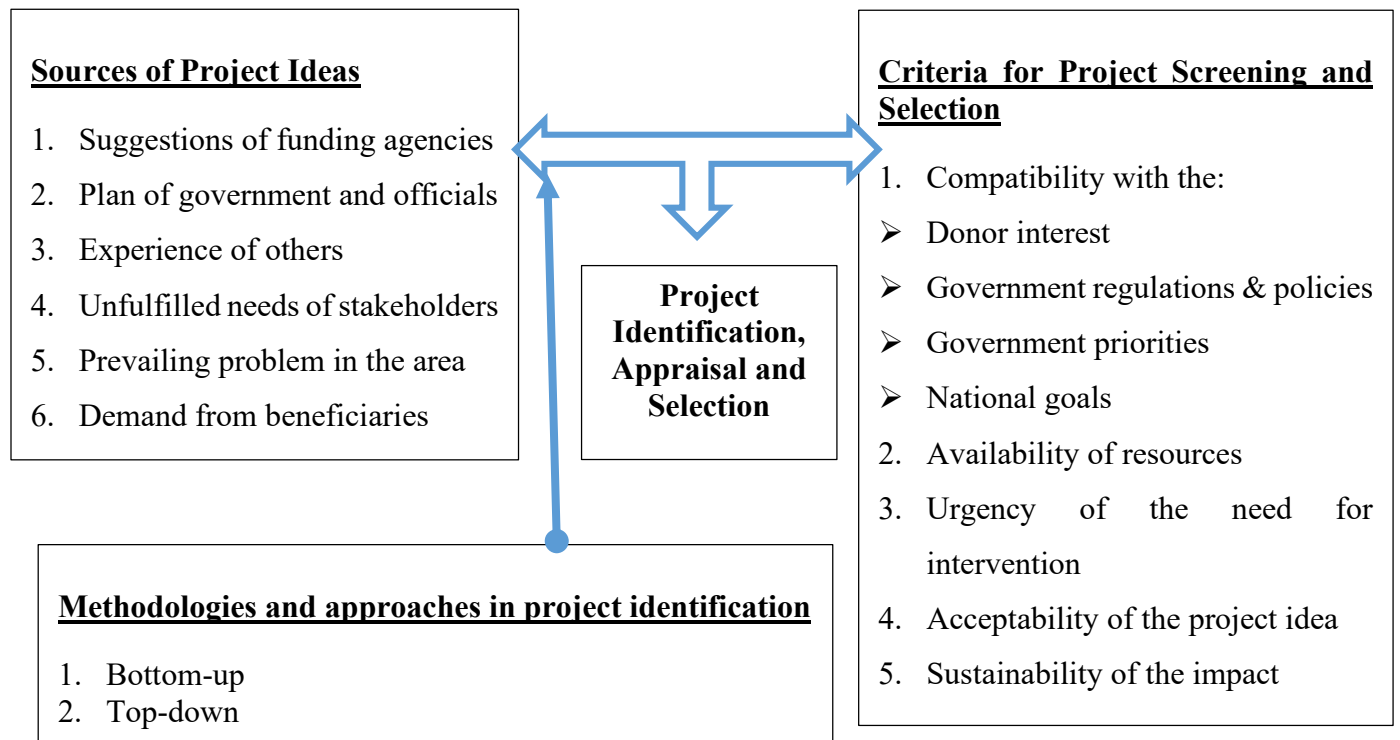 Sources of Project Ideas
1. Suggestions of funding agencies
2. Plan of government and officials
3. Experience of others
4. Unfulfilled needs of stakeholders
5. Prevailing problem in the area
6. Demand from beneficiaries
Project
Identification,
Appraisal and
Selection
Criteria for Project Screening and
Selection
1. Compatibility with the:
➢ Donor interest
➢ Government regulations & policies
➢ Government priorities
➢ National goals
2. Availability of resources
3. Urgency of the need for
intervention
4. Acceptability of the project idea
5. Sustainability of the impact
Methodologies and approaches in project identification
1. Bottom-up
2. Top-down